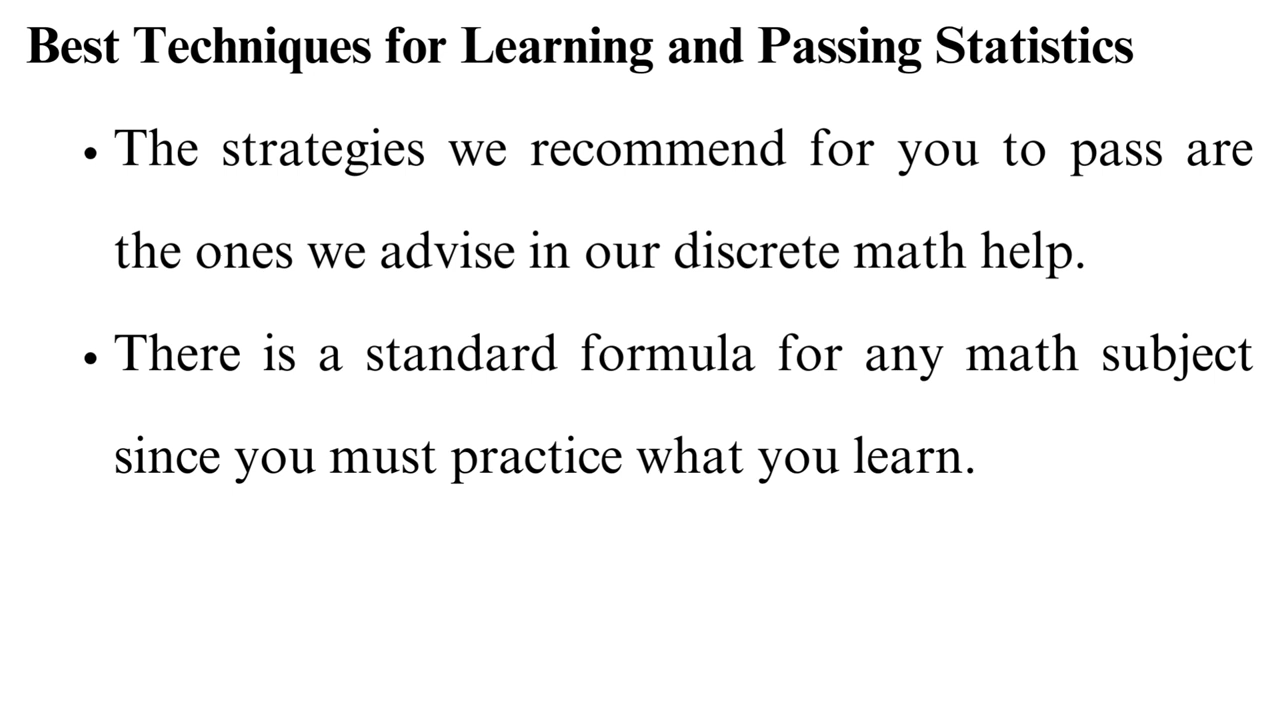 Best Techniques for Learning and Passing Statistics
• The strategies we recommend for you to pass are
the ones we advise in our discrete math help.
• There is a standard formula for any math subject
since you must practice what you learn.